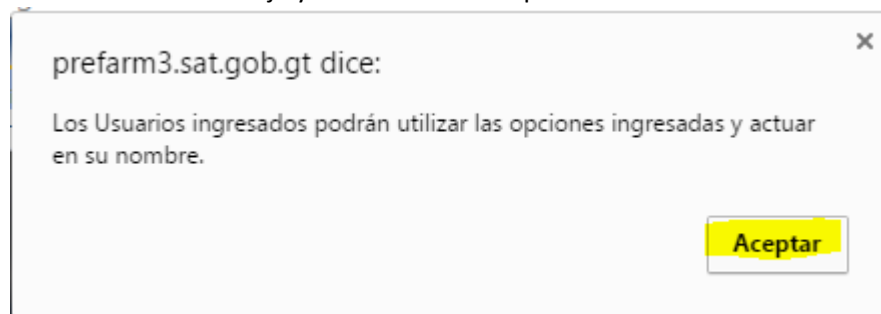 prefarm3.sat.gob.gt dice:
Los Usuarios ingresados podrán utilizar las opciones ingresadas y actuar
en su nombre.
Aceptar